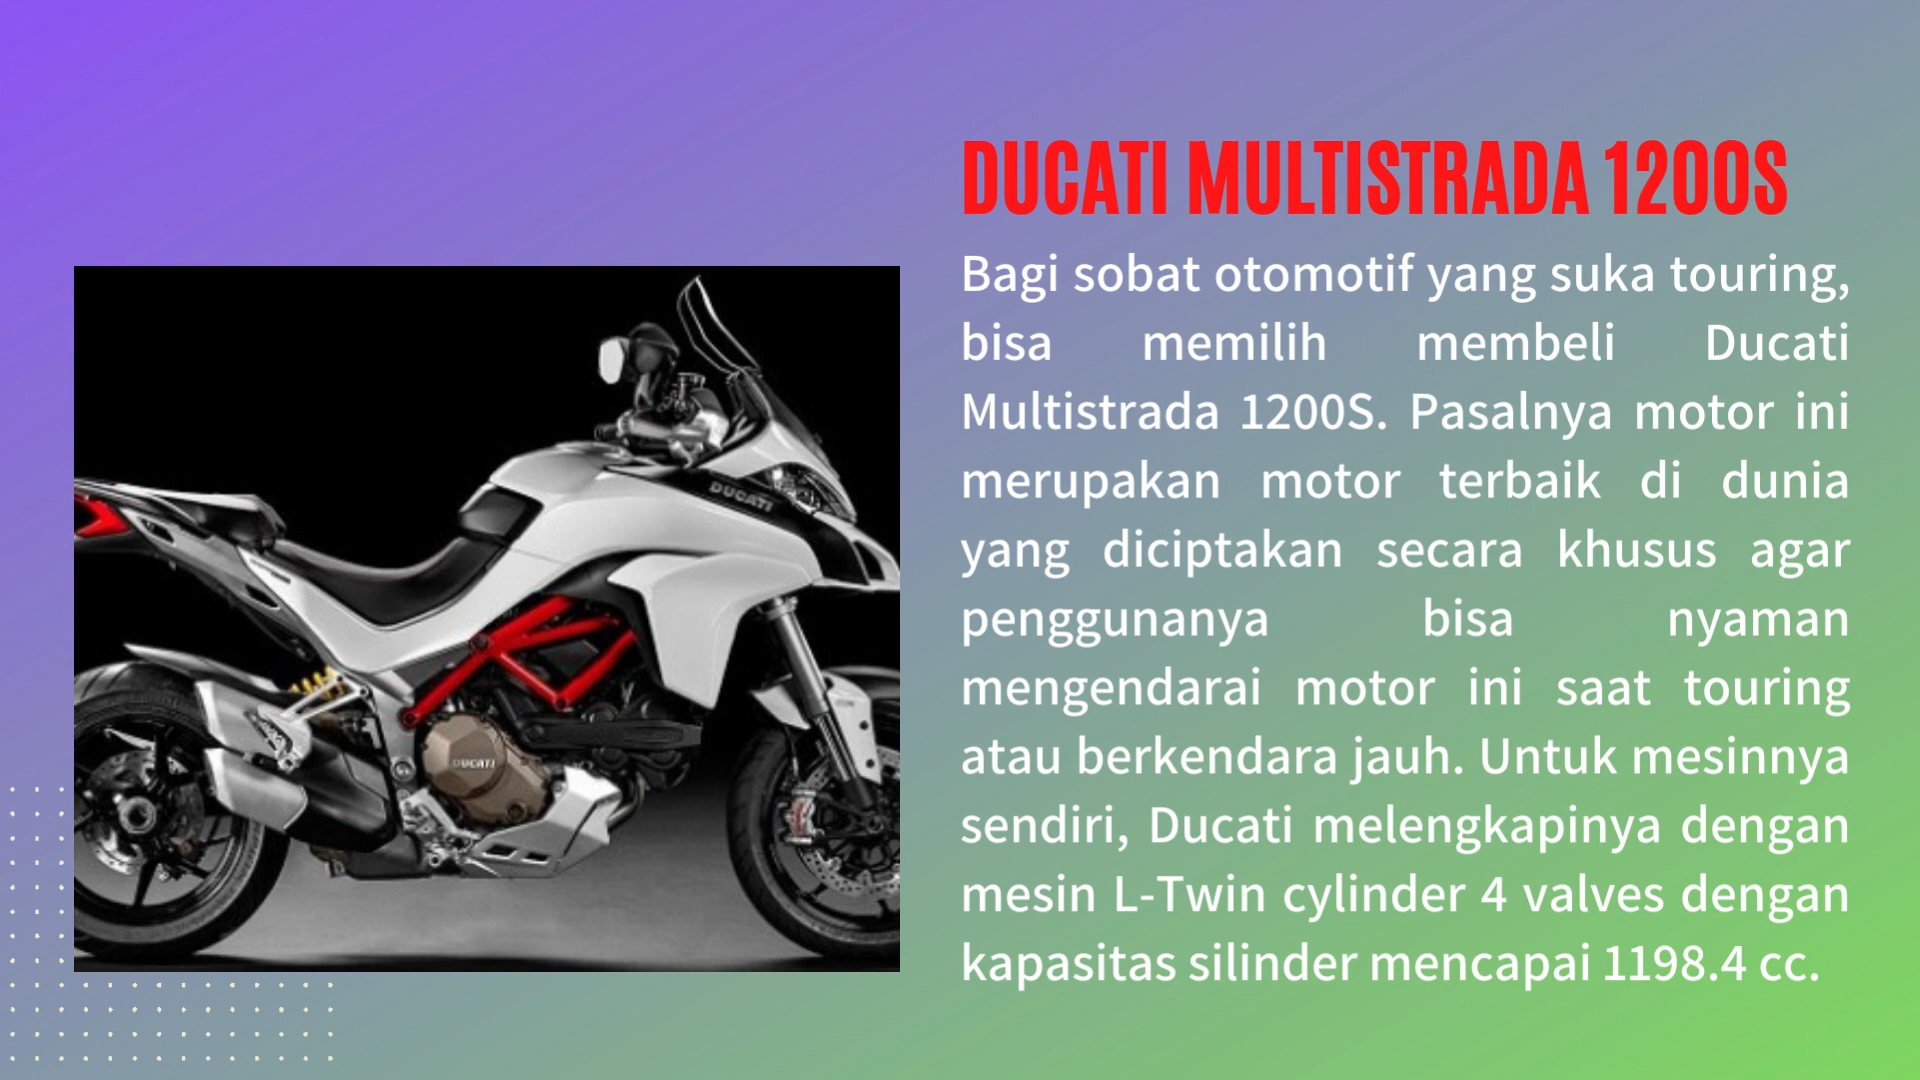 DUCATI MULTISTRADA 1200S
Bagi sobat otomotif yang suka touring,
bisa memilih membeli Ducati
Multistrada 1200S. Pasalnya motor ini
merupakan motor terbaik di dunia
yang diciptakan secara khusus agar
penggunanya bisa nyaman
mengendarai motor ini saat touring
atau berkendara jauh. Untuk mesinnya
sendiri, Ducati melengkapinya dengan
mesin L-Twin cylinder 4 valves dengan
kapasitas silinder mencapai 1198.4 cc.
DUCATI
DUCATI